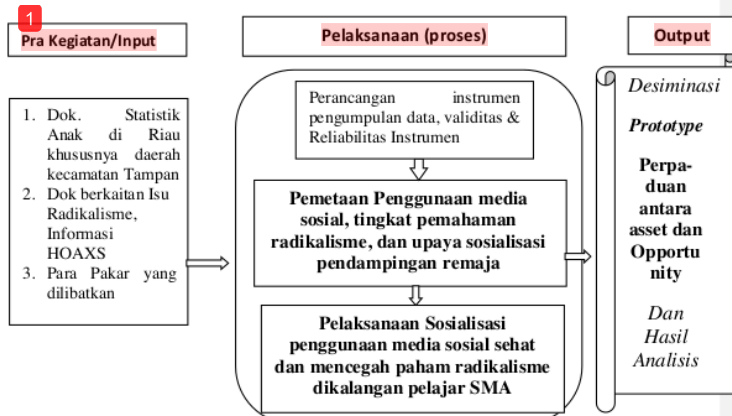 1
Pra Kegiatan/Input
Pelaksanaan (proses)
Output
1. Dok. Statistik
Anak di Riau
khususnya daerah
kecamatan Tampan
2. Dok berkaitan Isu
Radikalisme,
Informasi
HOAXS
3. Para Pakar yang
dilibatkan
Perancangan instrumen
pengumpulan data, validitas &
Reliabilitas Instrumen
Pemetaan Penggunaan media
sosial, tingkat pemahaman
radikalisme, dan upaya sosialisasi
pendampingan remaja
Pelaksanaan Sosialisasi
penggunaan media sosial sehat
dan mencegah paham radikalisme
dikalangan pelajar SMA
Desiminasi
Prototype
Perpa-
duan
antara
asset dan
Opportu
nity
Dan
Hasil
Analisis